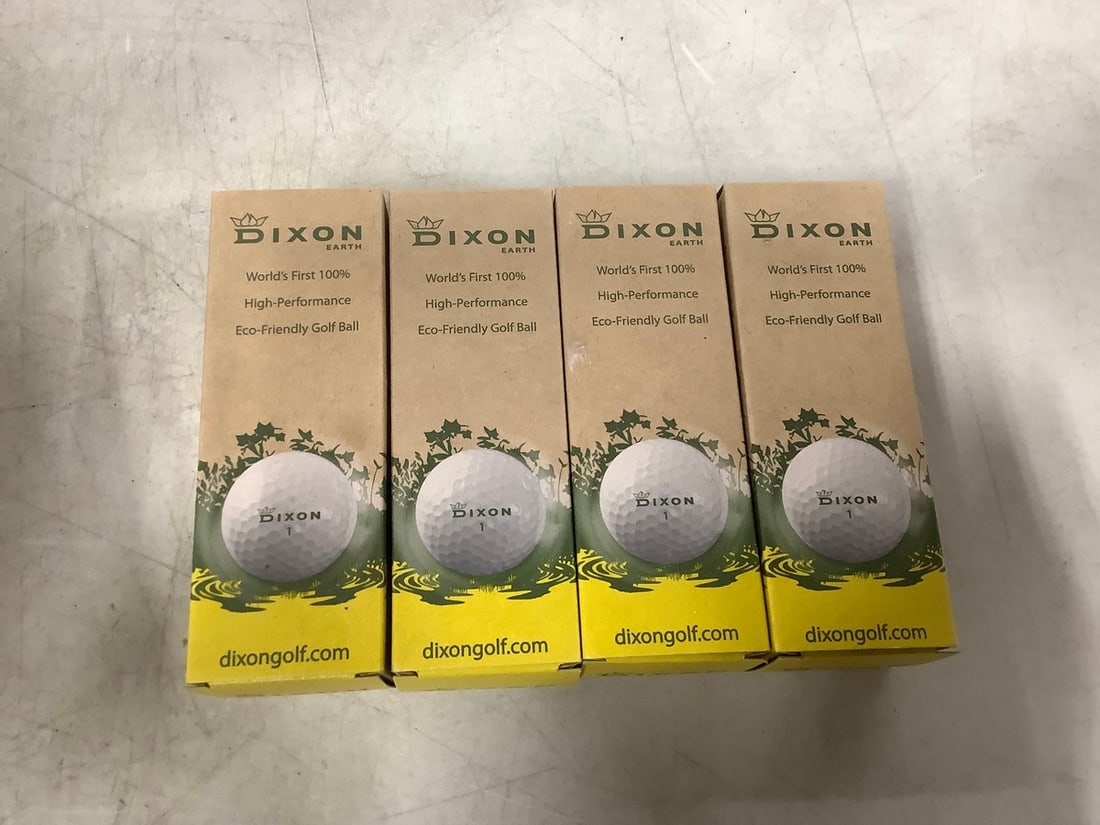 DIXON
EARTH
World's First 100%
High-Performance
Eco-Friendly Golf Ball
DIXON
1
dixongolf.com
DIXON
EARTH
World's First 100%
High-Performance
Eco-Friendly Golf Ball
DIXON
1
dixongolf.com
DIXON
EARTH
World's First 100%
High-Performance
Eco-Friendly Golf Ball
DIXON
1
dixongolf.com
DIXON
EARTH
World's First 100%
High-Performance
Eco-Friendly Golf Ball
DIXON
1
dixongolf.com